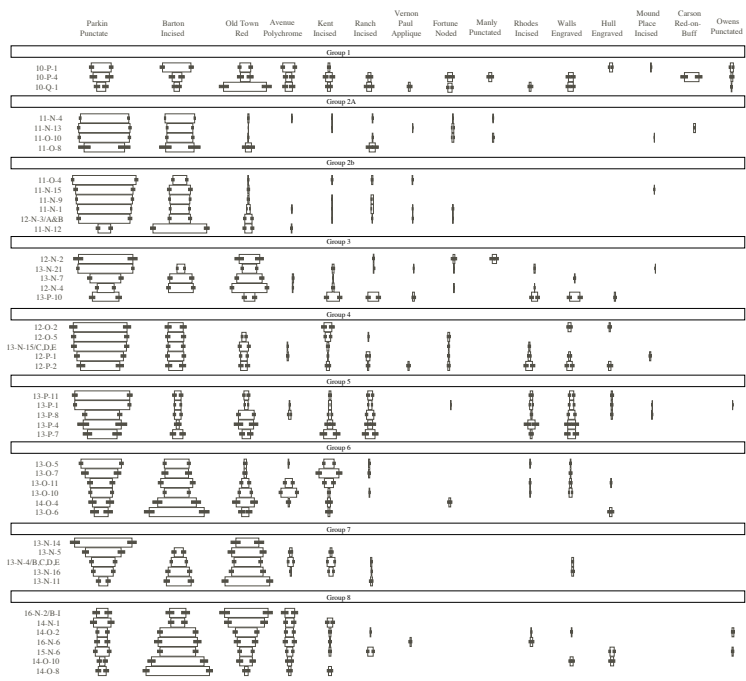 Parkin Punctate
Barton Incised
Old Town Red
Avenue Polychrome
Kent Incised
Ranch Incised
Vernon Paul Applique
Fortune Noded
Manly Punctated
Rhodes Incised
Walls Engraved
Hull Engraved
Mound Place Incised
Carson Red-on-Buff
Owens Punctated
Group 1
10-P-1
10-P-4
10-Q-1
Group 2A
11-N-4
11-N-13
11-O-10
11-O-8
Group 2b
11-O-4
11-N-15
11-N-9
11-N-1
12-N-3/A&B
11-N-12
Group 3
12-N-2
13-N-21
13-N-7
12-N-4
13-P-10
Group 4
12-O-2
12-O-5
13-N-15/C,D,E
12-P-1
12-P-2
Group 5
13-P-11
13-P-1
13-P-8
13-P-4
13-P-7
Group 6
13-O-5
13-O-7
13-O-11
13-O-10
14-O-4
13-O-6
Group 7
13-N-14
13-N-5
13-N-4/B,C,D,E
13-N-16
13-N-11
Group 8
16-N-2/B-I
14-N-1
14-O-2
16-N-6
15-N-6
14-O-10
14-O-8